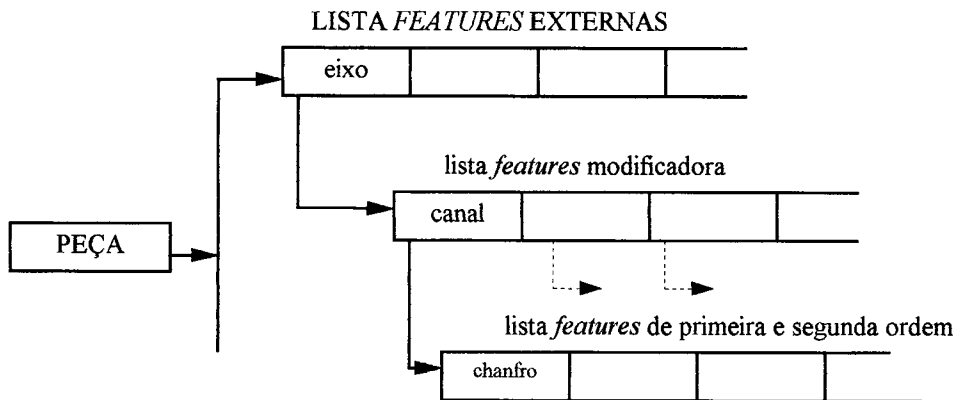 LISTA FEATURES EXTERNAS
eixo
lista features modificadora
canal
PEÇA
lista features de primeira e segunda ordem
chanfro